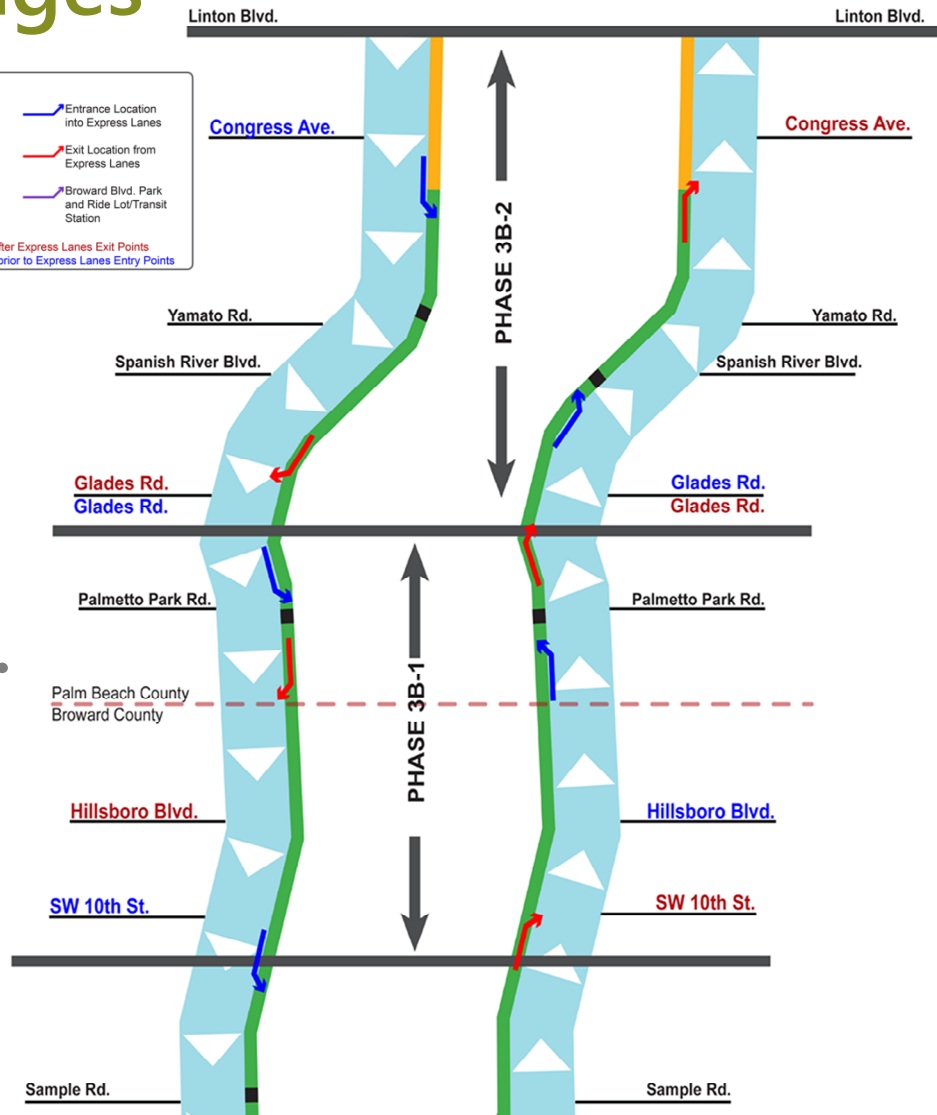 Linton Blvd.
Linton Blvd.
Entrance Location
into Express Lanes
Exit Location from
Express Lanes
Broward Blvd. Park
and Ride Lot/Transit
Station
Express Lanes Exit Points
prior to Express Lanes Entry Points
Congress Ave.
Congress Ave.
PHASE 3B-2
Yamato Rd.
Yamato Rd.
Spanish River Blvd.
Spanish River Blvd.
Glades Rd.
Glades Rd.
Glades Rd.
Glades Rd.
Palmetto Park Rd.
Palmetto Park Rd.
PHASE 3B-1
Palm Beach County
Broward County
Hillsboro Blvd.
Hillsboro Blvd.
SW 10th St.
SW 10th St.
Sample Rd.
Sample Rd.